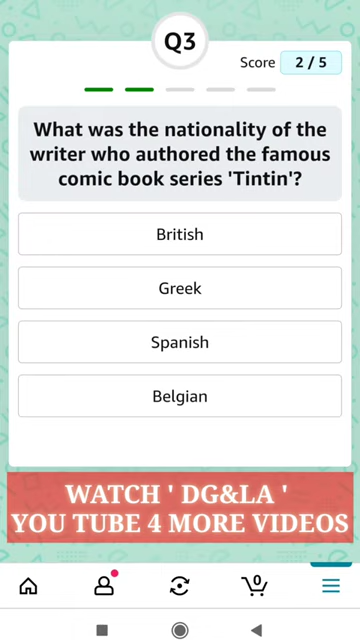 Q3
Score 2 / 5
What was the nationality of the
writer who authored the famous
comic book series 'Tintin'?
British
Greek
Spanish
Belgian
WATCH ' DG&LA '
YOU TUBE 4 MORE VIDEOS
0